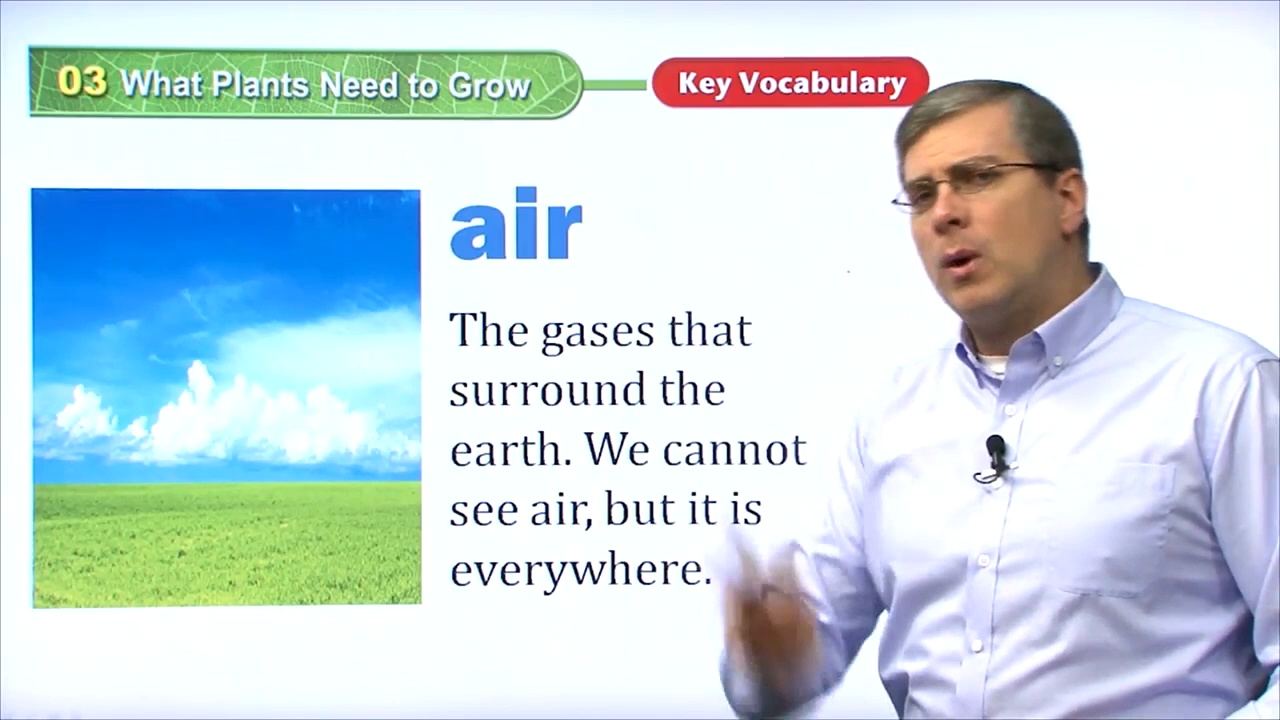 03 What Plants Need to Grow
Key Vocabulary
air
The gases that
surround the
earth. We cannot
see air, but it is
everywhere.